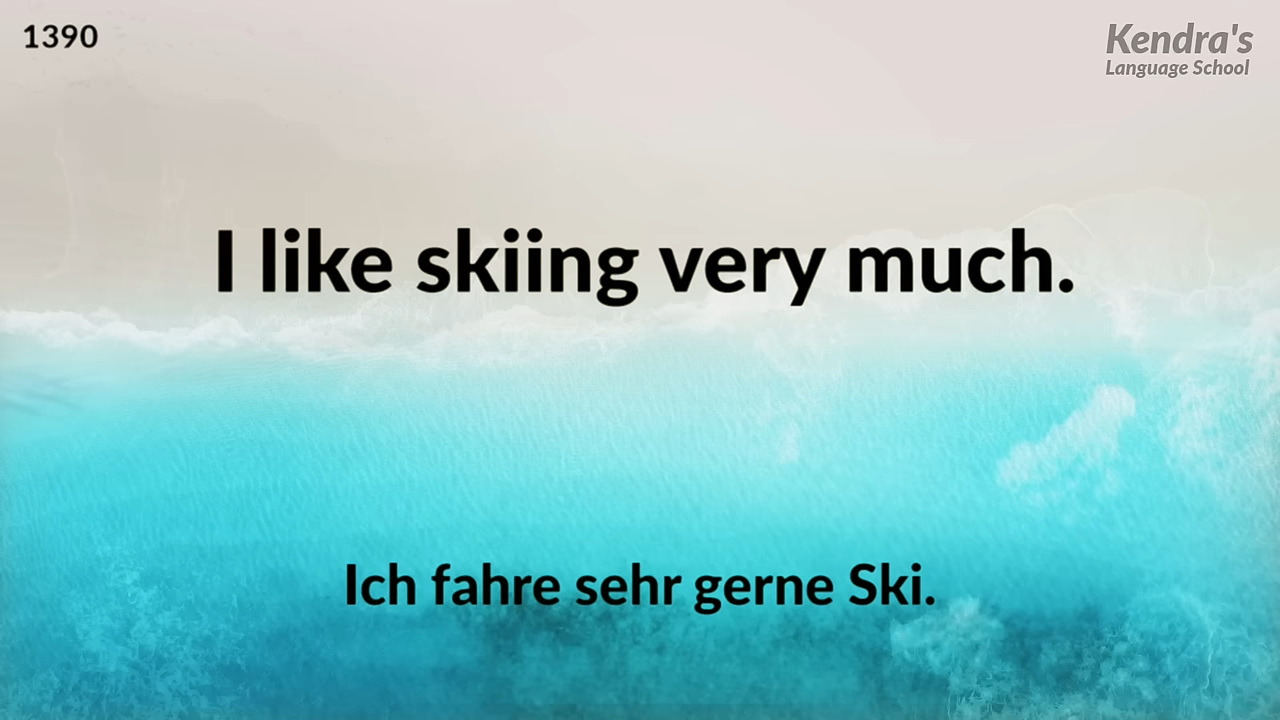 1390
Kendra's
Language School
I like skiing very much.
Ich fahre sehr gerne Ski.